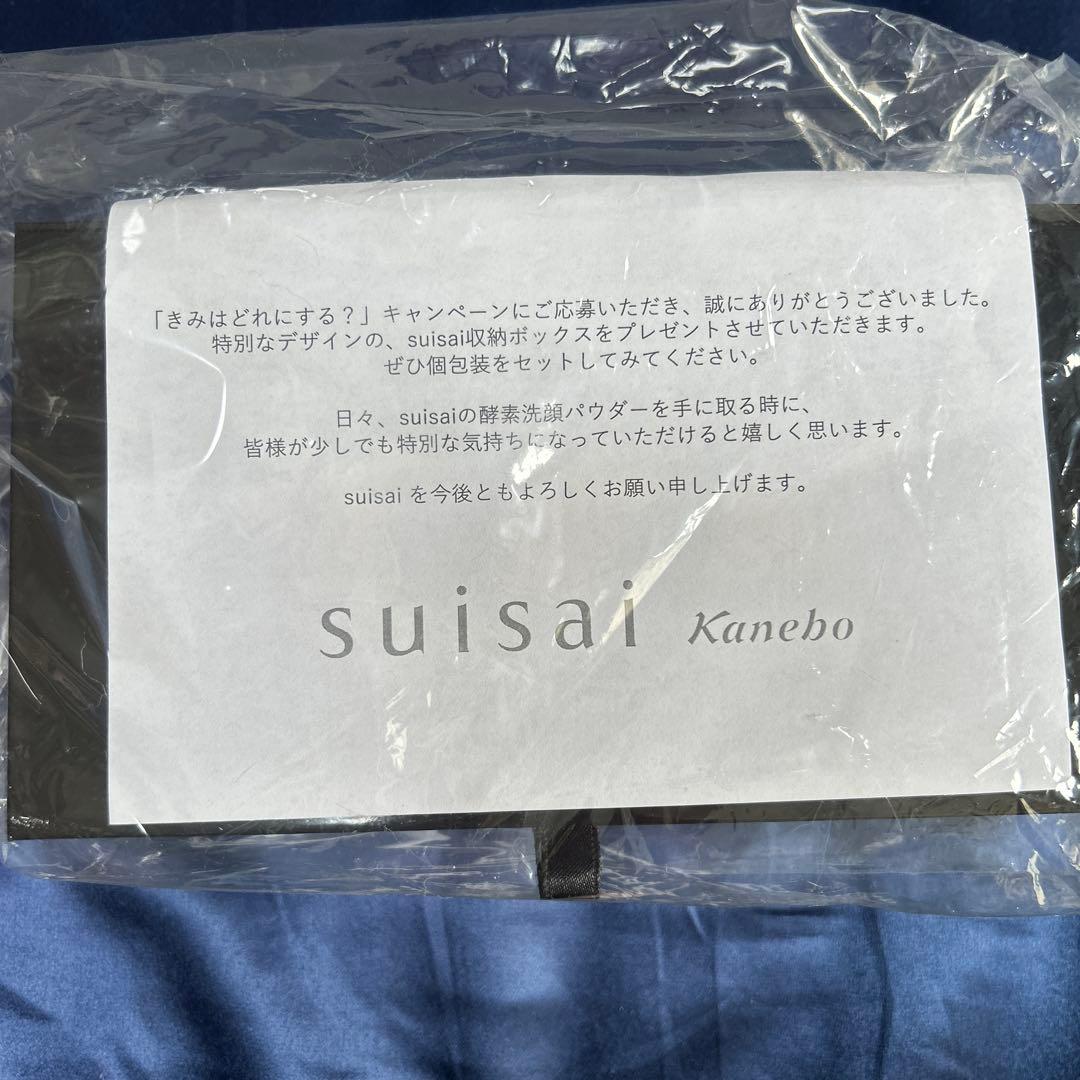 「きみはどれにする？」キャンペーンにご応募いただき、誠にありがとうございました。
特別なデザインの、suisai収納ボックスをプレゼントさせていただきます。
ぜひ個包装をセットしてみてください。
日々、suisaiの酵素洗顔パウダーを手に取る時に、
皆様が少しでも特別な気持ちになっていただけると嬉しく思います。
suisai を今後ともよろしくお願い申し上げます。
suisai Kanebo